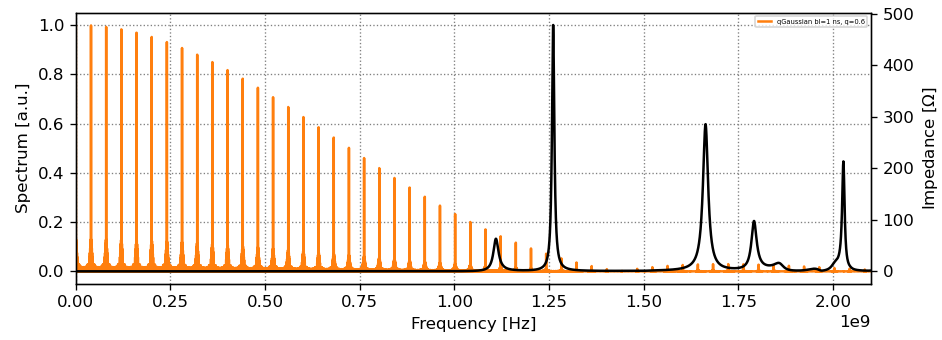 qGaussian bl=1 ns, q=0.6
Spectrum [a.u.]
1.0
0.8
0.6
0.4
0.2
0.0
500
400
300
200
100
0
Impedance [Ω]
0.00 0.25 0.50 0.75 1.00 1.25 1.50 1.75 2.00
1e9
Frequency [Hz]